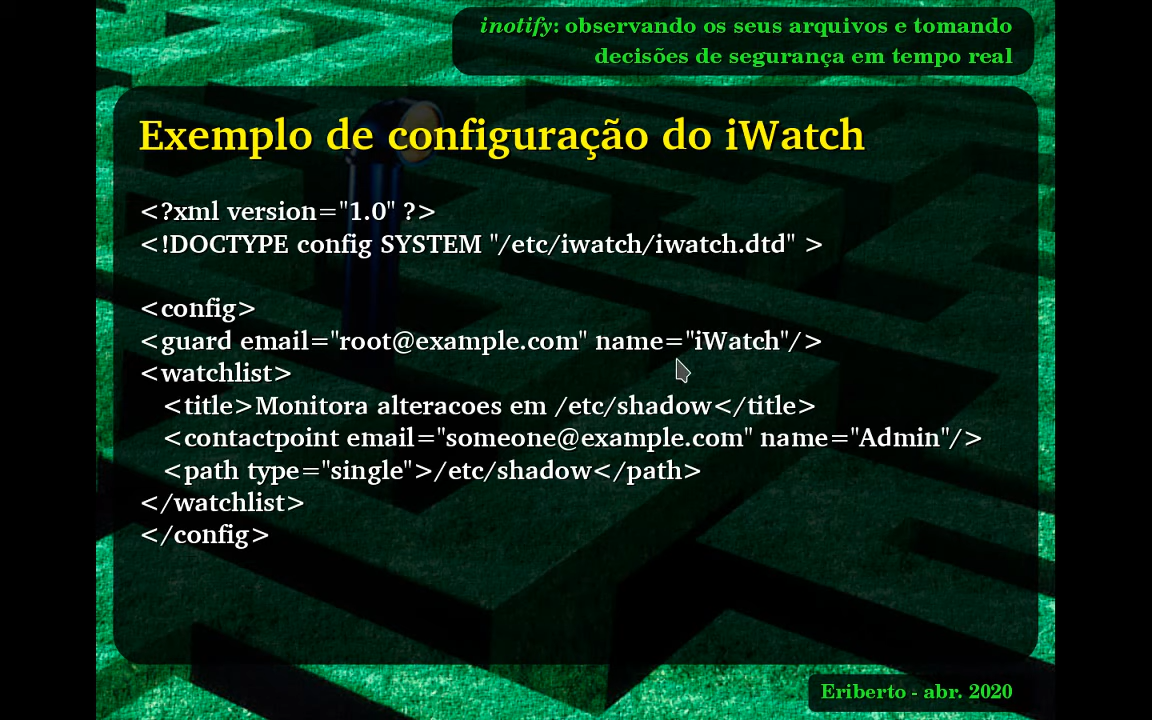 inotify: observando os seus arquivos e tomando
decisões de segurança em tempo real
Exemplo de configuração do iWatch
<?xml version="1.0" ?>
<!DOCTYPE config SYSTEM "/etc/iwatch/iwatch.dtd" >
<config>
<guard email="root@example.com" name="iWatch"/>
<watchlist>
<title>Monitora alteracoes em /etc/shadow</title>
<contactpoint email="someone@example.com" name="Admin"/>
<path type="single">/etc/shadow</path>
</watchlist>
</config>
Eriberto - abr. 2020